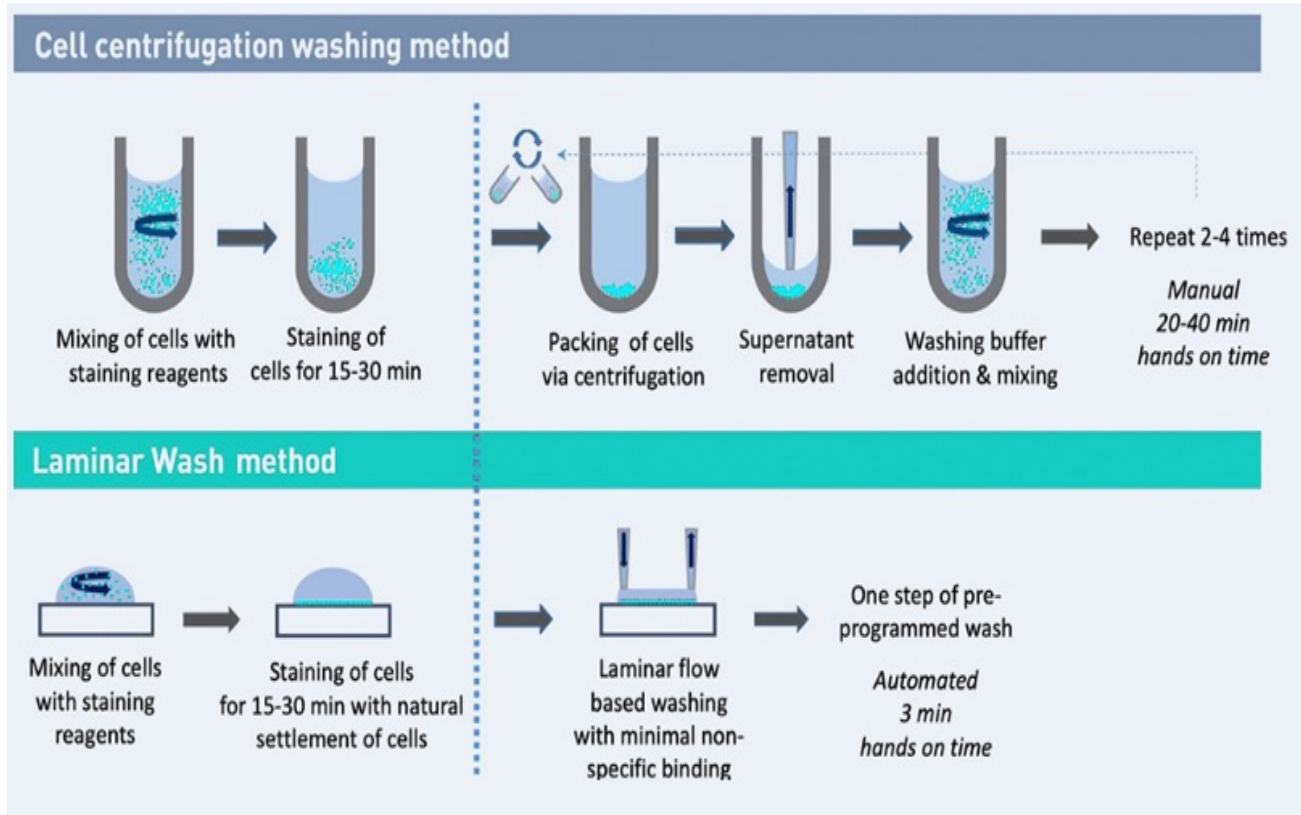 Cell centrifugation washing method
Mixing of cells with
staining reagents
Staining of
cells for 15-30 min
Packing of cells
via centrifugation
Supernatant
removal
Washing buffer
addition & mixing
Repeat 2-4 times
Manual
20-40 min
hands on time
Laminar Wash method
Mixing of cells
with staining
reagents
Staining of cells
for 15-30 min with natural
settlement of cells
Laminar flow
based washing
with minimal non-
specific binding
One step of pre-
programmed wash
Automated
3 min
hands on time